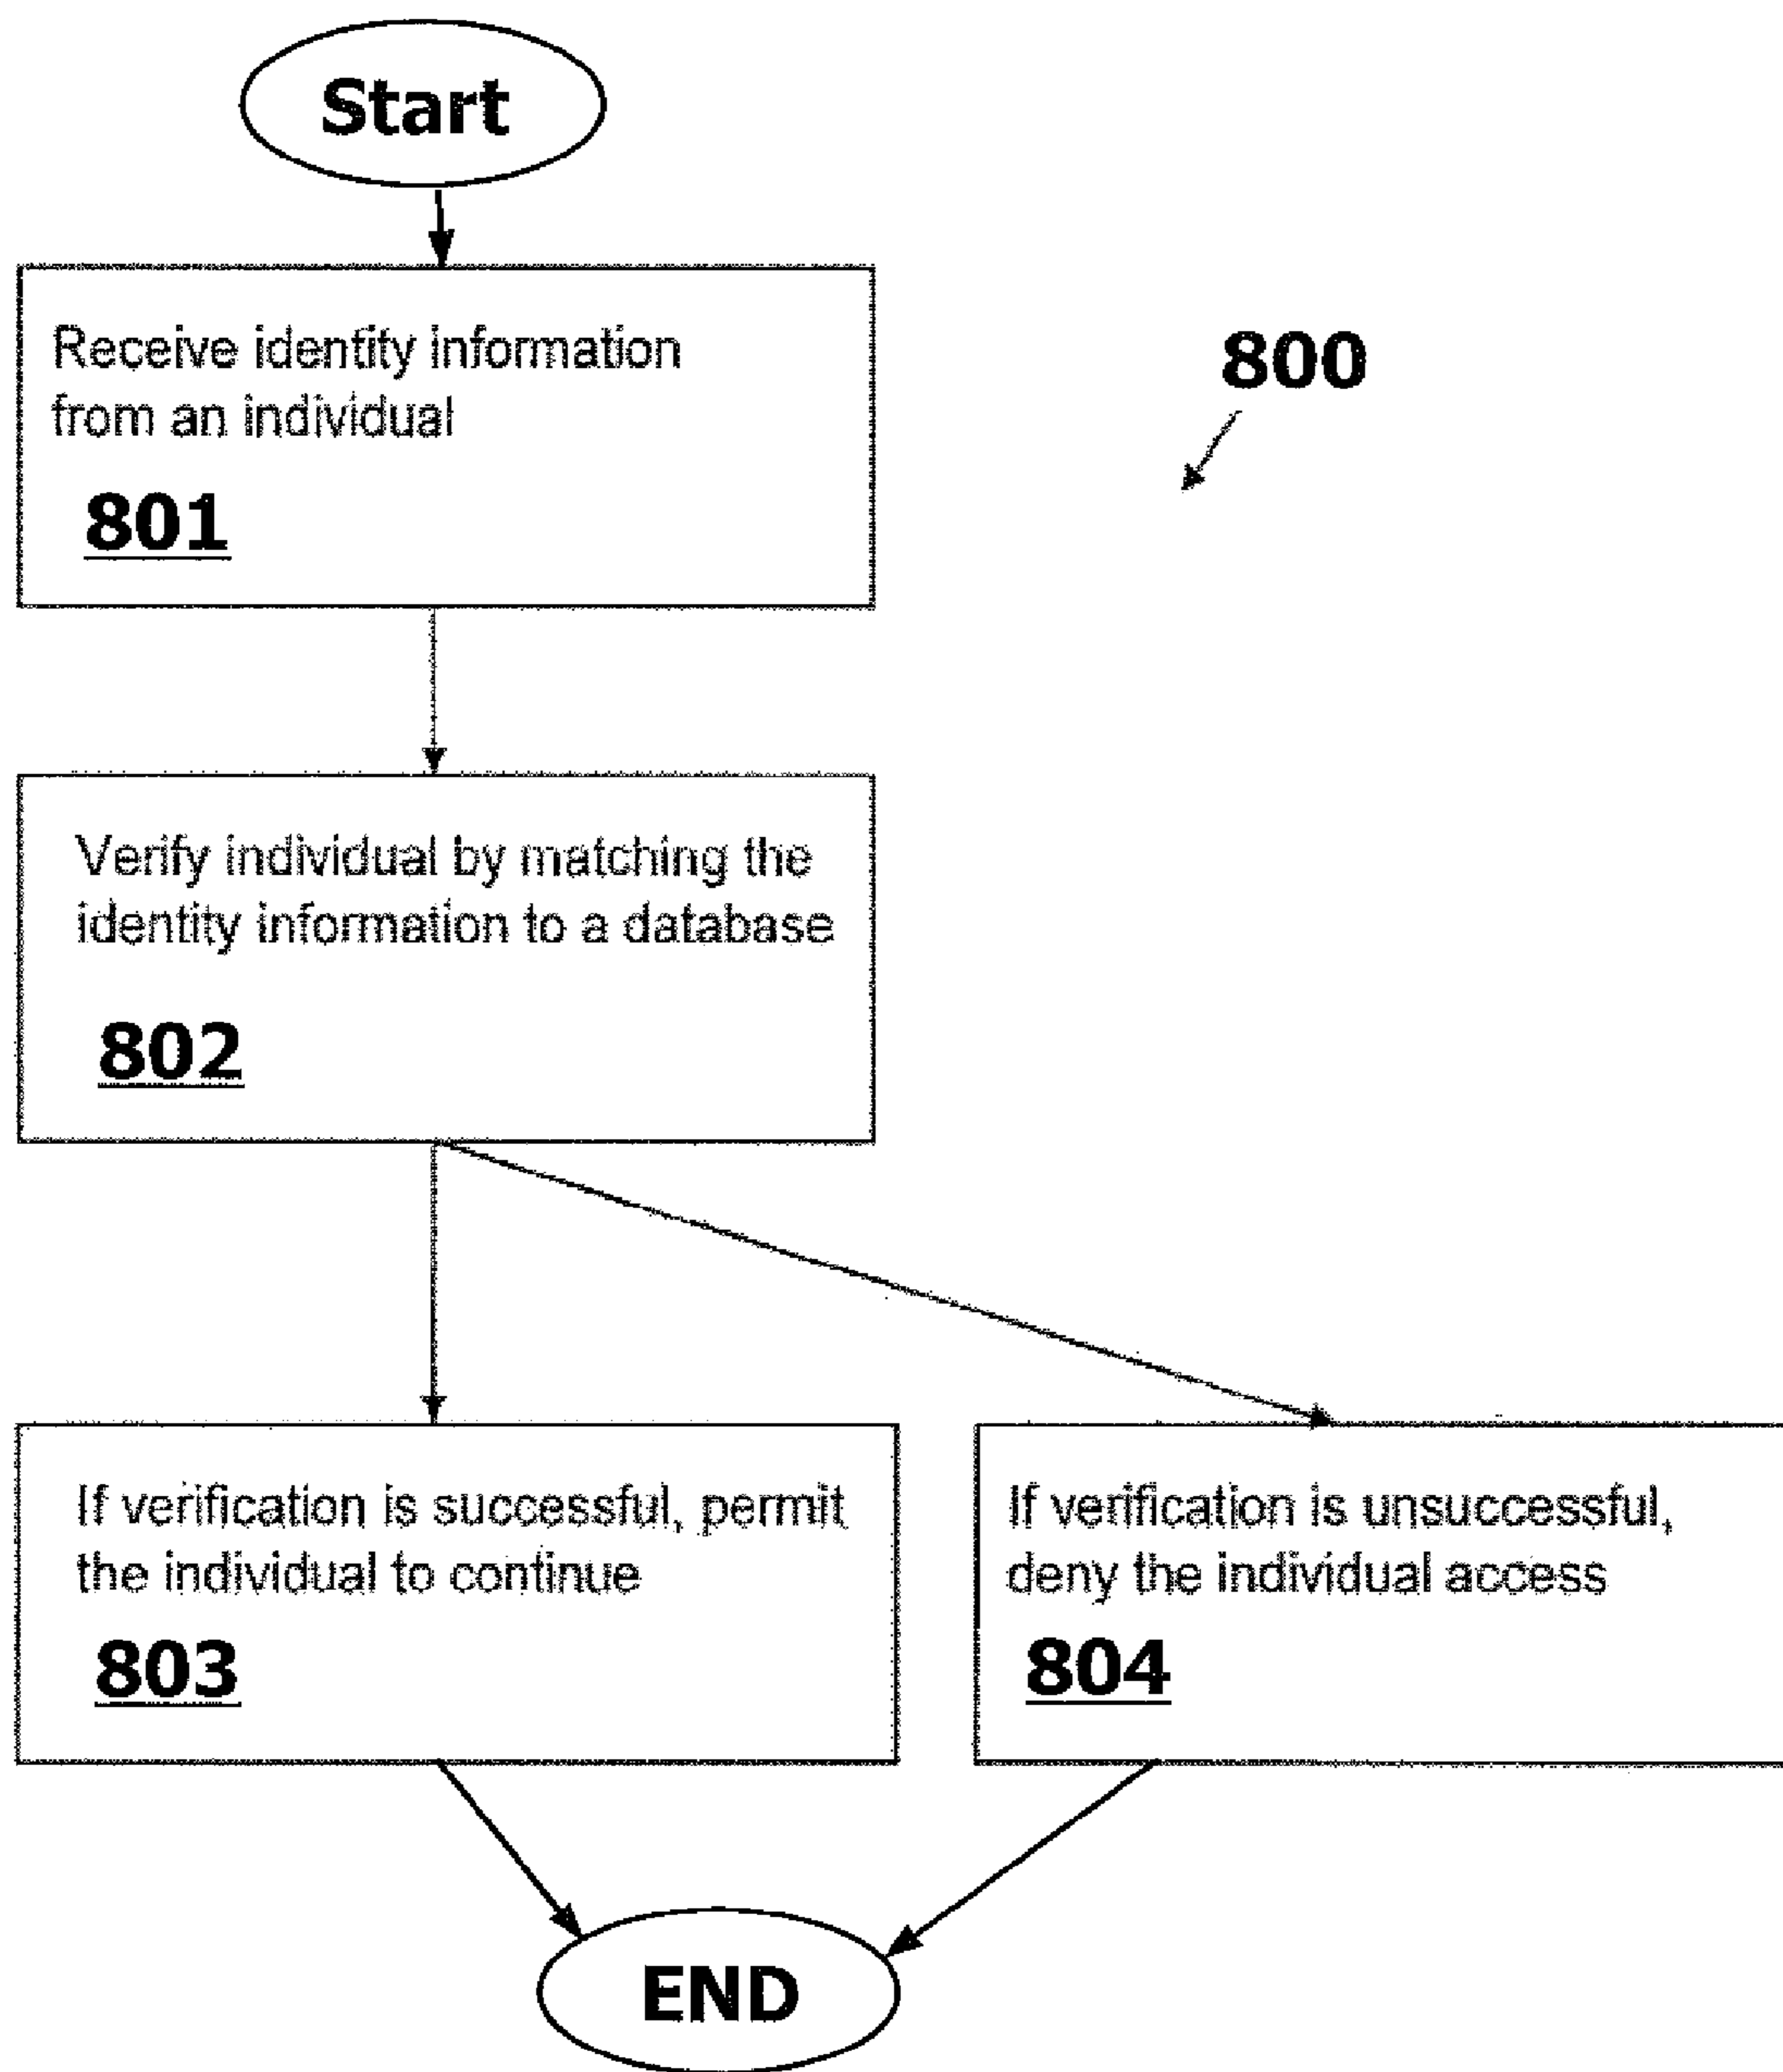 Start
Receive identity information
from an individual
801
800
Verify individual by matching the
identity information to a database
802
If verification is successful, permit
the individual to continue
803
If verification is unsuccessful,
deny the individual access
804
END